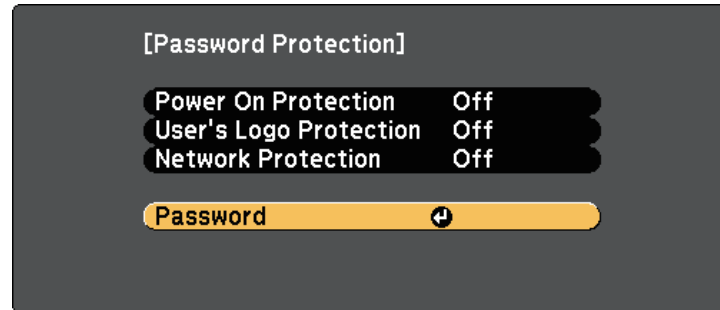 [Password Protection]
Power On Protection Off
User's Logo Protection Off
Network Protection Off
Password